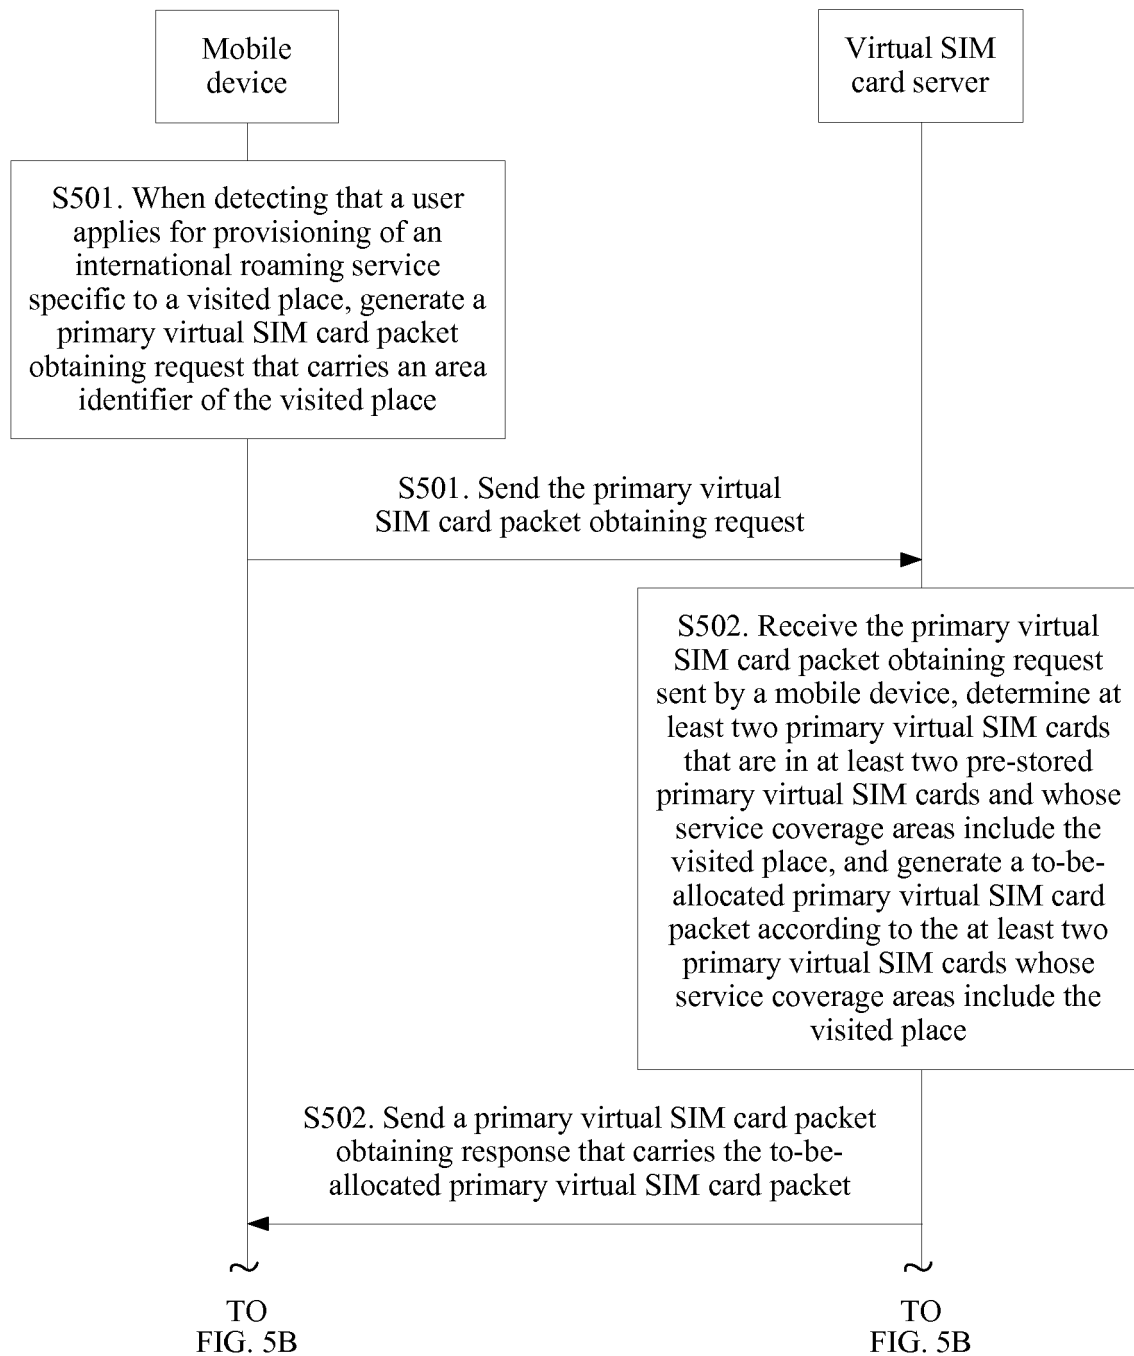 Mobile
device
Virtual SIM
card server
S501. When detecting that a user
applies for provisioning of an
international roaming service
specific to a visited place, generate a
primary virtual SIM card packet
obtaining request that carries an area
identifier of the visited place
S501. Send the primary virtual
SIM card packet obtaining request
S502. Receive the primary virtual
SIM card packet obtaining request
sent by a mobile device, determine at
least two primary virtual SIM cards
that are in at least two pre-stored
primary virtual SIM cards and whose
service coverage areas include the
visited place, and generate a to-be-
allocated primary virtual SIM card
packet according to the at least two
primary virtual SIM cards whose
service coverage areas include the
visited place
S502. Send a primary virtual SIM card packet
obtaining response that carries the to-be-
allocated primary virtual SIM card packet
TO
FIG. 5B
TO
FIG. 5B